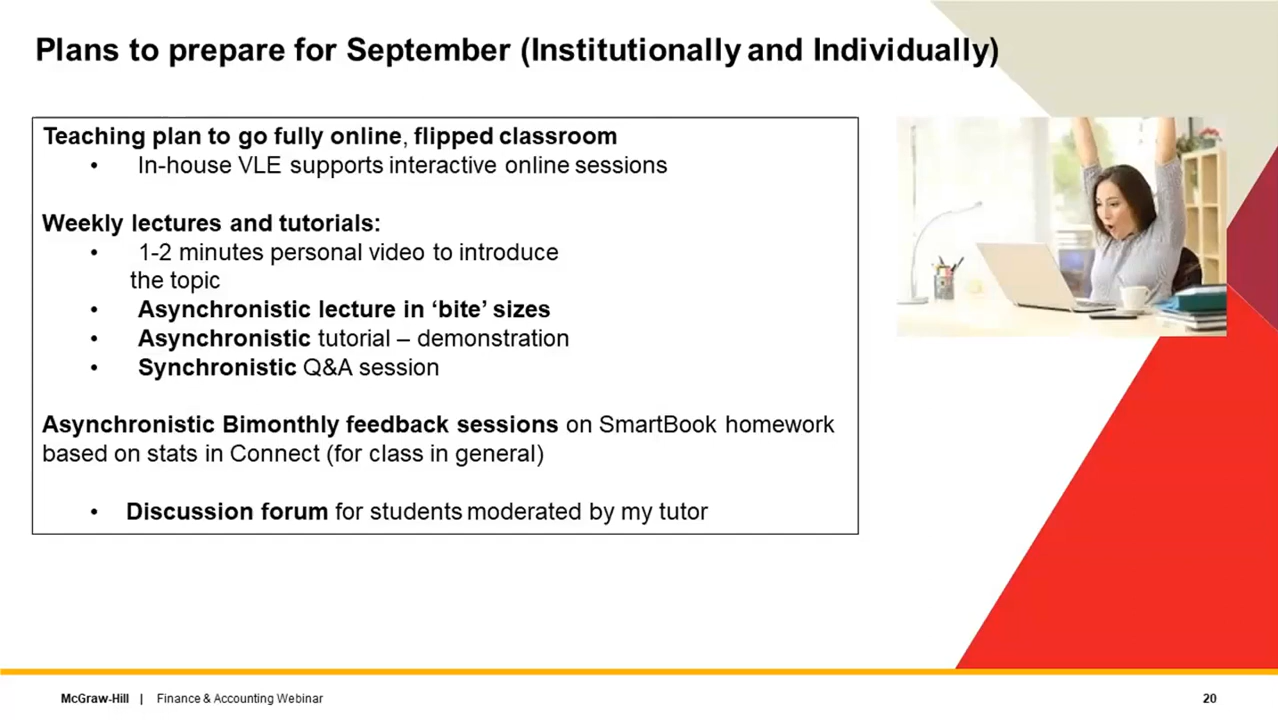 Plans to prepare for September (Institutionally and Individually)
Teaching plan to go fully online, flipped classroom
• In-house VLE supports interactive online sessions
Weekly lectures and tutorials:
• 1-2 minutes personal video to introduce
the topic
• Asynchronistic lecture in ‘bite’ sizes
• Asynchronistic tutorial – demonstration
• Synchronistic Q&A session
Asynchronistic Bimonthly feedback sessions on SmartBook homework
based on stats in Connect (for class in general)
• Discussion forum for students moderated by my tutor
McGraw-Hill | Finance & Accounting Webinar 20